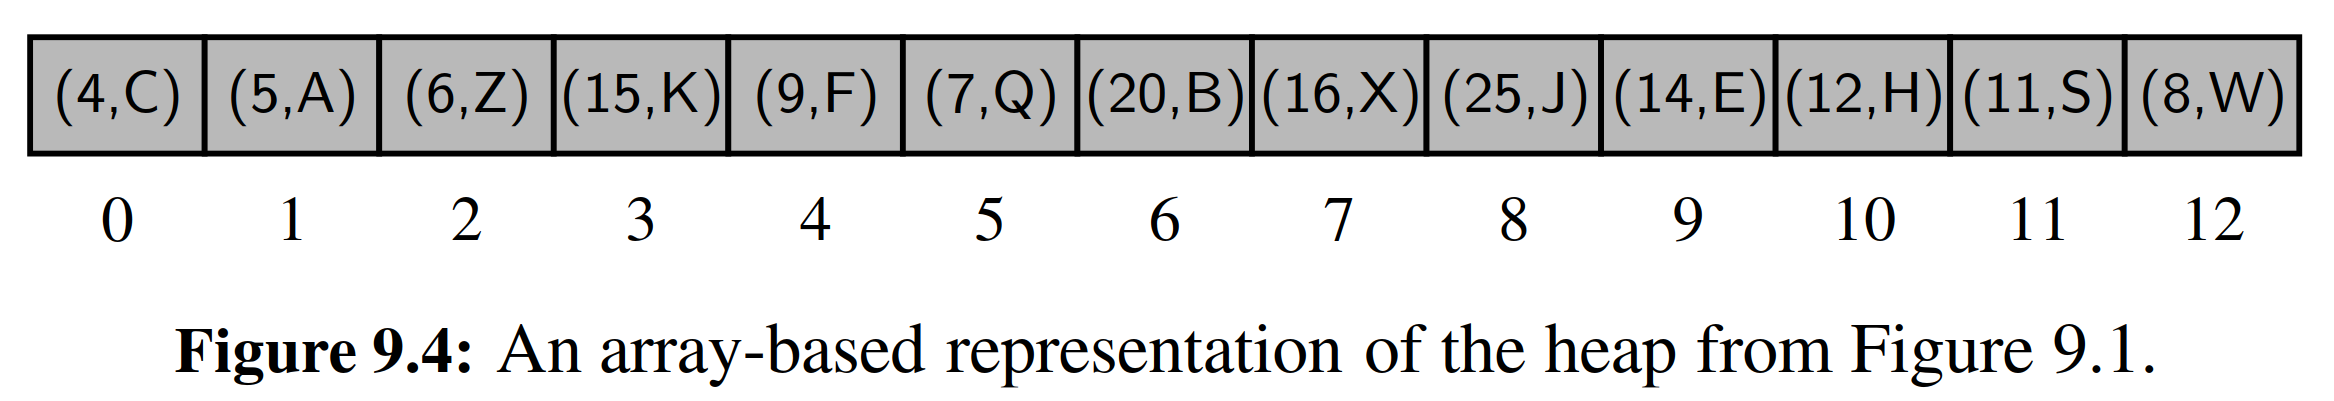 (4,C) (5,A) (6,Z) (15,K) (9,F) (7,Q) (20,B) (16,X) (25,J) (14,E) (12,H) (11,S) (8,W)
0 1 2 3 4 5 6 7 8 9 10 11 12
Figure 9.4: An array-based representation of the heap from Figure 9.1.